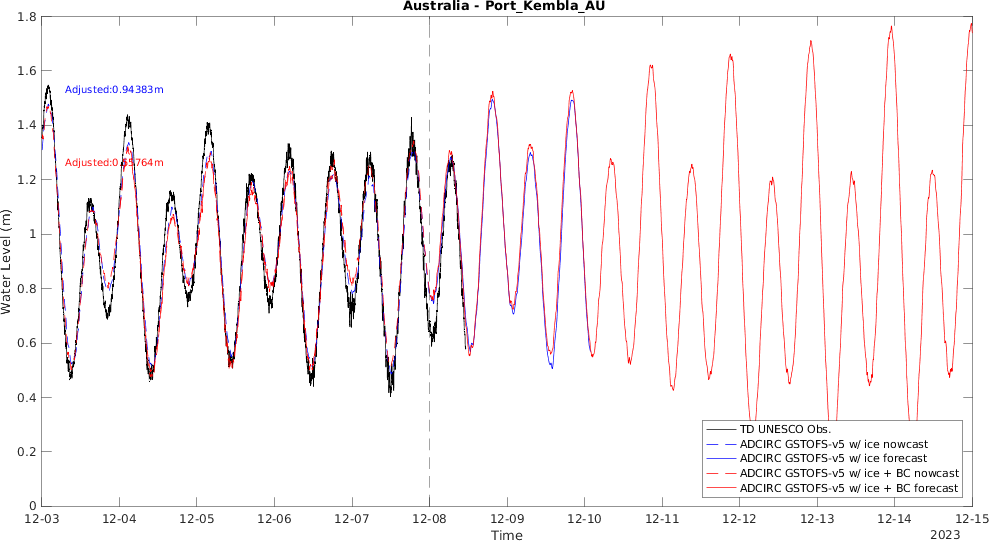 Australia - Port_Kembla_AU
1.8
1.6
1.4
1.2
1
0.8
0.6
0.4
0.2
0
Water Level (m)
Adjusted:0.94383m
TD UNESCO Obs.
ADCIRC GSTOFS-v5 w/ ice nowcast
ADCIRC GSTOFS-v5 w/ ice forecast
ADCIRC GSTOFS-v5 w/ ice + BC nowcast
ADCIRC GSTOFS-v5 w/ ice + BC forecast
12-03
12-04
12-05
12-06
12-07
12-08
12-09
12-10
12-11
12-12
12-13
12-14
12-15
Time
2023